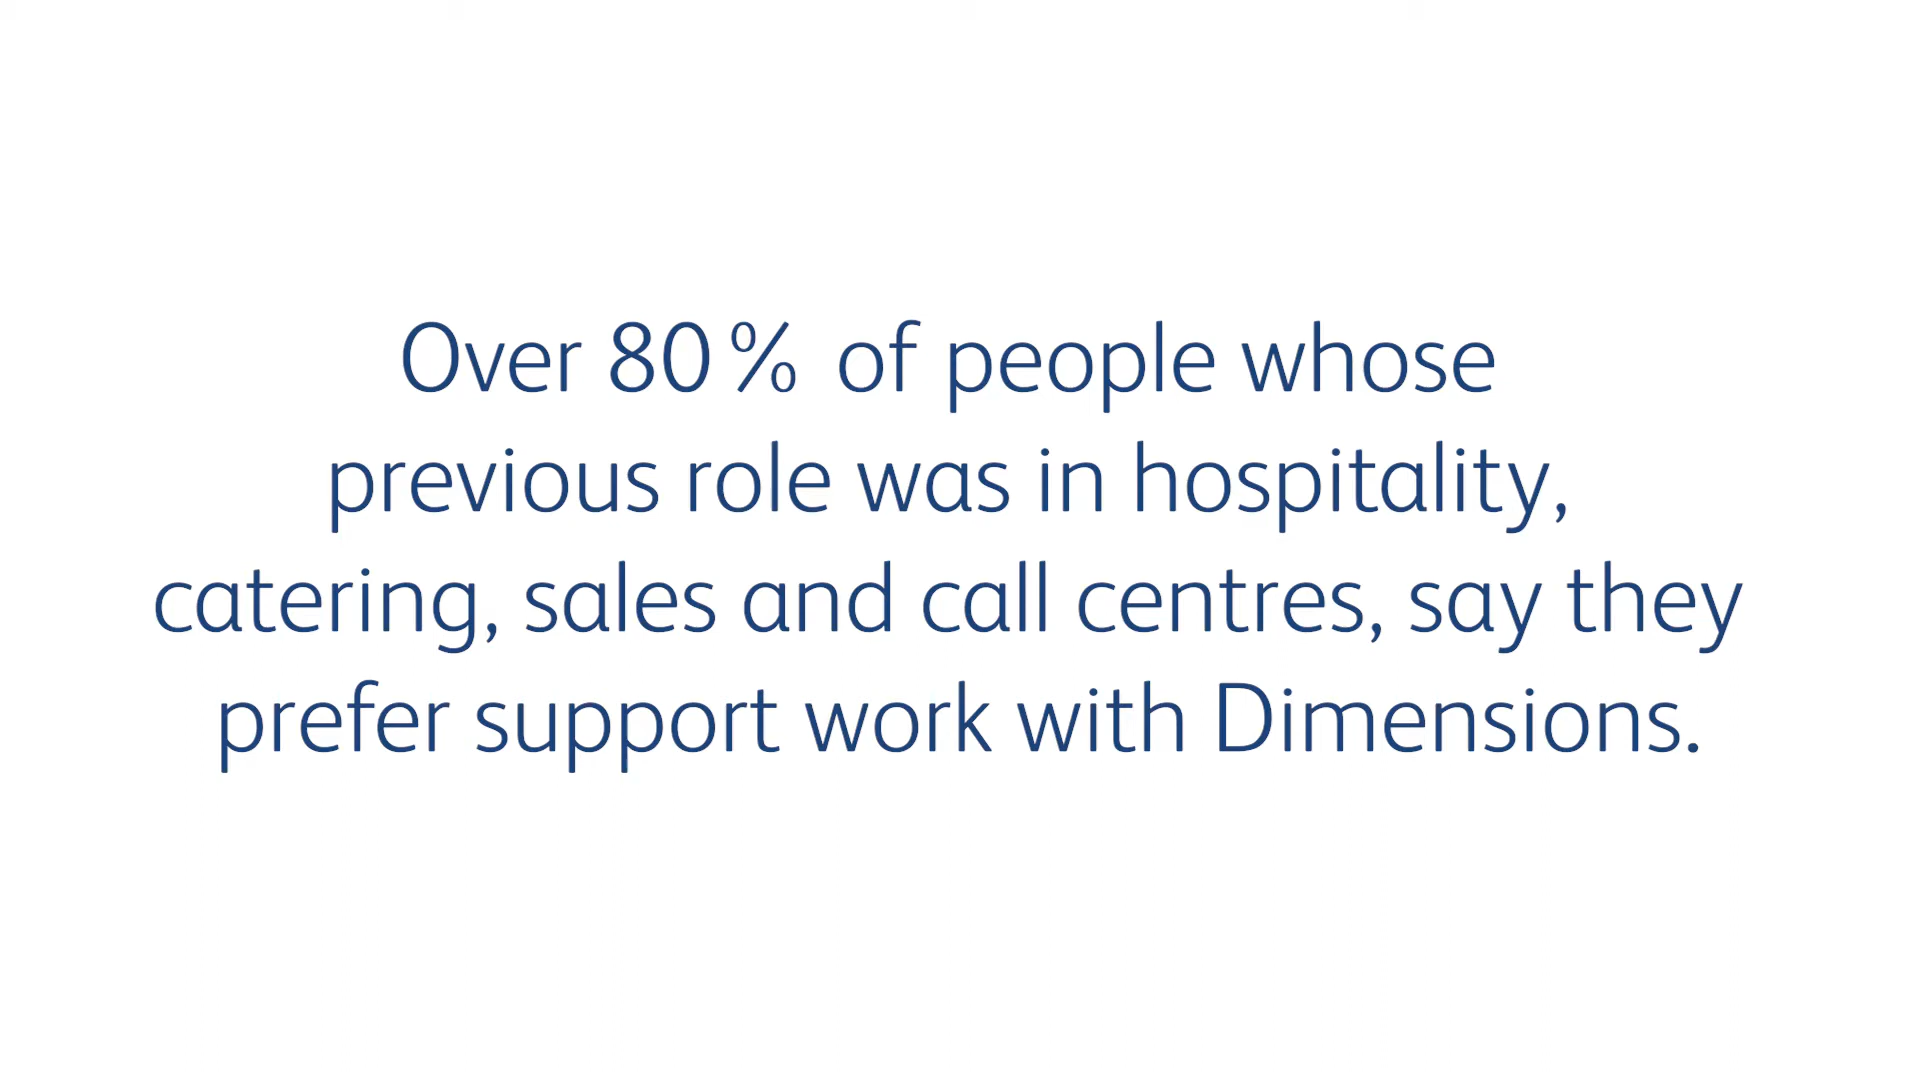 Over 80% of people whose
previous role was in hospitality,
catering, sales and call centres, say they
prefer support work with Dimensions.